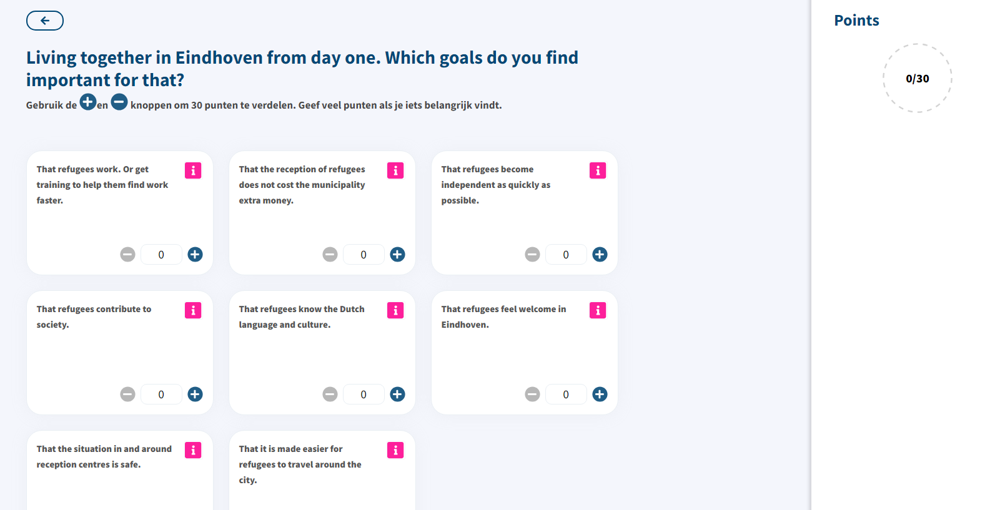 Points
Living together in Eindhoven from day one. Which goals do you find
important for that?
0/30
Gebruik de en knoppen om 30 punten te verdelen. Geef veel punten als je iets belangrijk vindt.
That refugees work. Or get
training to help them find work
faster.
0
That the reception of refugees
does not cost the municipality
extra money.
0
That refugees become
independent as quickly as
possible.
0
That refugees contribute to
society.
0
That refugees know the Dutch
language and culture.
0
That refugees feel welcome in
Eindhoven.
0
That the situation in and around
reception centres is safe.
That it is made easier for
refugees to travel around the
city.